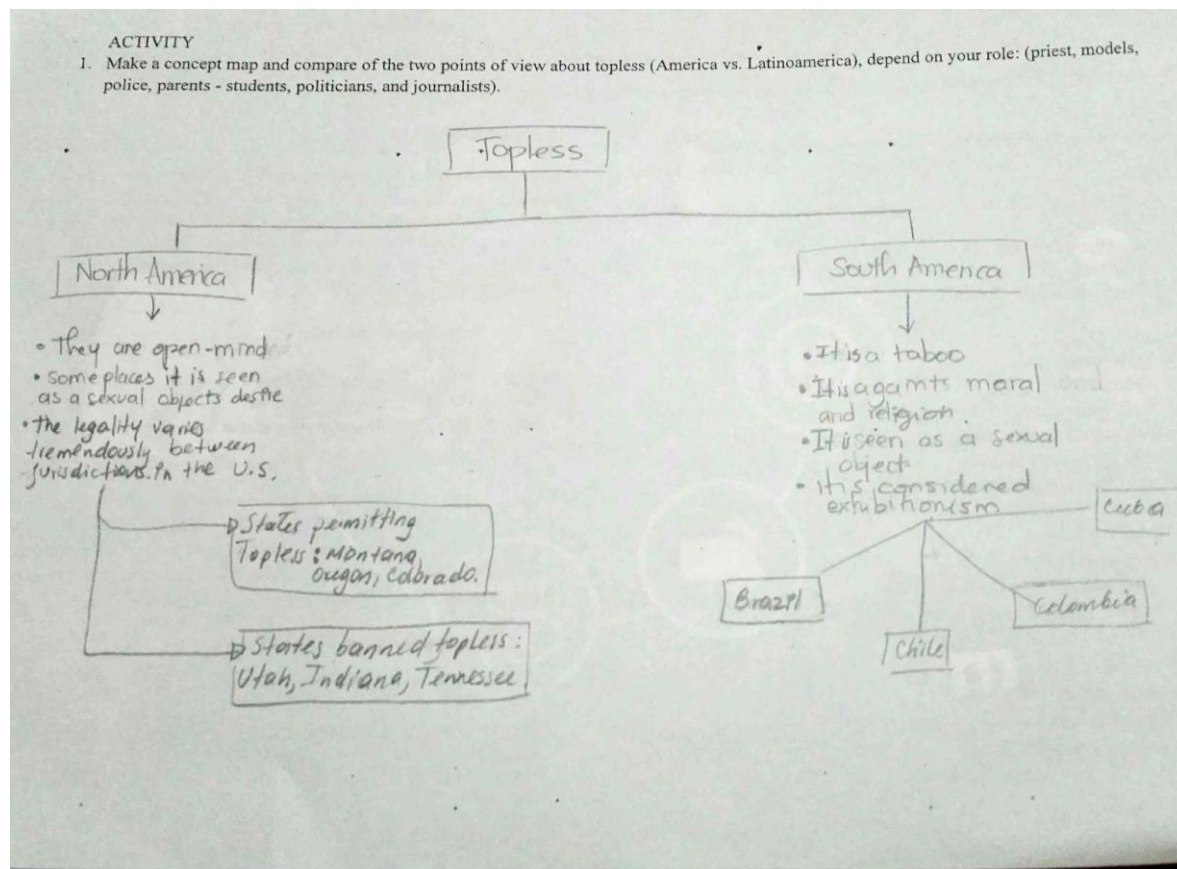 ACTIVITY
1. Make a concept map and compare of the two points of view about topless (America vs. Latinoamerica), depend on your role: (priest, models,
police, parents - students, politicians, and journalists).
Topless
North America
• They are open-minded
• some places it is seen
as a sexual objects desire
• the legality varies
tremendously between
jurisdictions in the U.S.
States permitting
Topless: Montana,
Oregon, Colorado.
States banned topless:
Utah, Indiana, Tennessee
South America
• It is a taboo
• It is againts moral
and religion.
• It is seen as a sexual
object
• it is considered
exhubitionism
Cuba
Brazil
Colombia
Chile